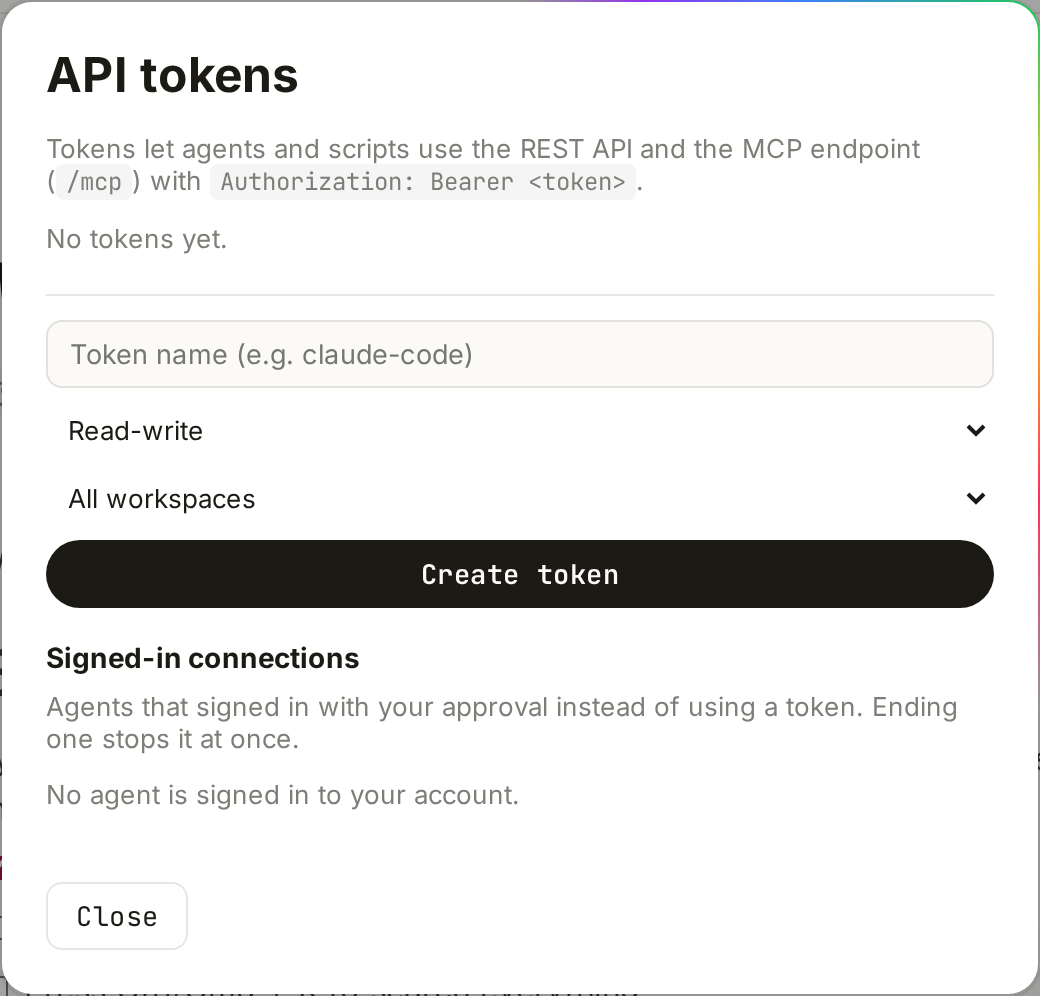 API tokens
Tokens let agents and scripts use the REST API and the MCP endpoint
(/mcp) with Authorization: Bearer <token>.
No tokens yet.
Token name (e.g. claude-code)
Read-write
All workspaces
Create token
Signed-in connections
Agents that signed in with your approval instead of using a token. Ending
one stops it at once.
No agent is signed in to your account.
Close